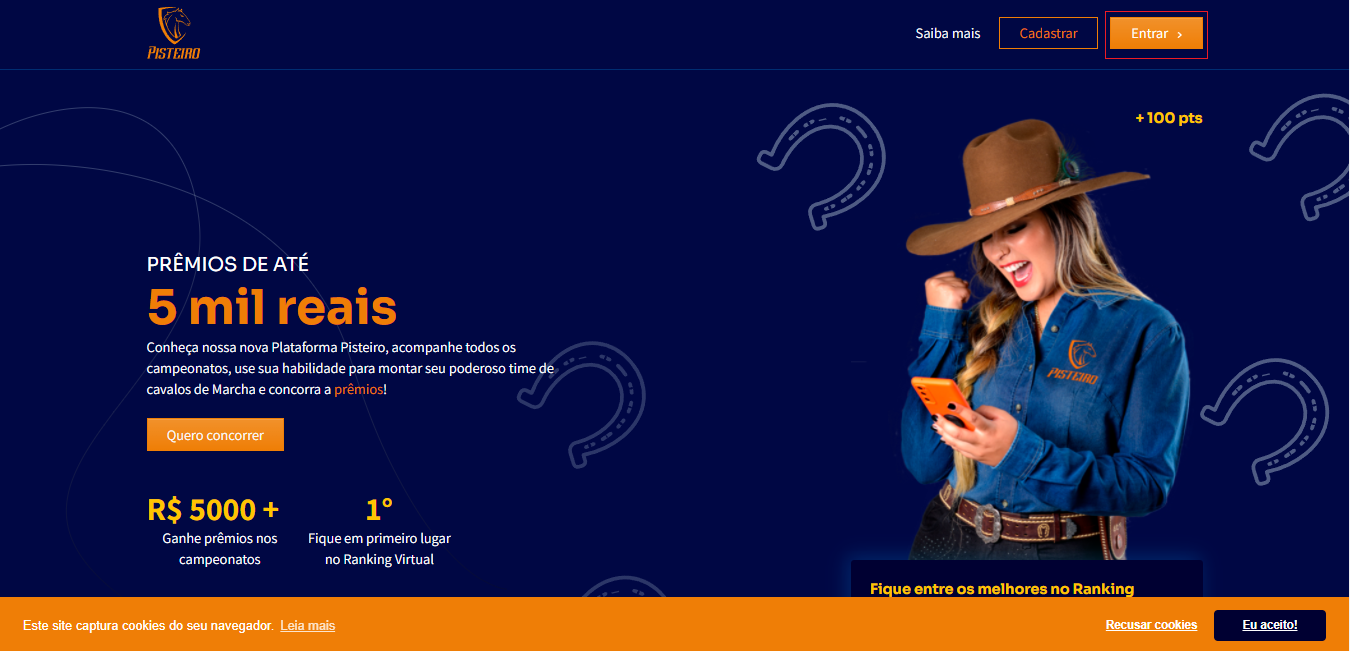 PISTEIRO
Saiba mais
Cadastrar
Entrar ›
+ 100 pts
PRÊMIOS DE ATÉ
5 mil reais
Conheça nossa nova Plataforma Pisteiro, acompanhe todos os
campeonatos, use sua habilidade para montar seu poderoso time de
cavalos de Marcha e concorra a prêmios!
PISTEIRO
Quero concorrer
R$ 5000 +
Ganhe prêmios nos
campeonatos
1º
Fique em primeiro lugar
no Ranking Virtual
Fique entre os melhores no Ranking
Este site captura cookies do seu navegador. Leia mais
Recusar cookies
Eu aceito!